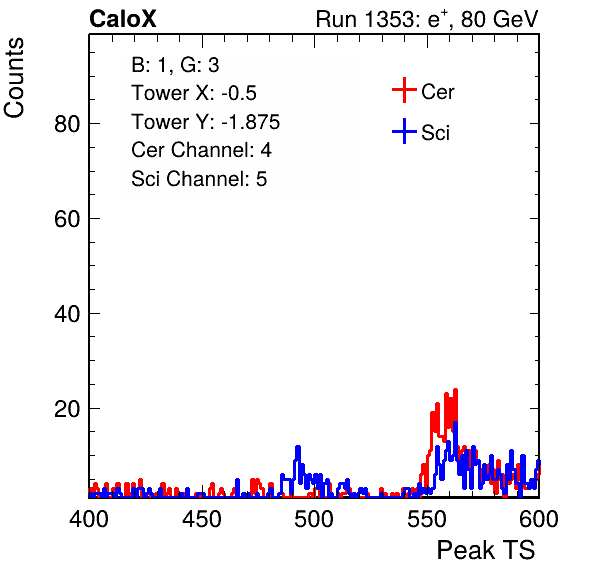 CaloX Run 1353: e⁺, 80 GeV
B: 1, G: 3
Tower X: -0.5
Tower Y: -1.875
Cer Channel: 4
Sci Channel: 5
Cer
Sci
Counts
80
60
40
20
400 450 500 550 600
Peak TS